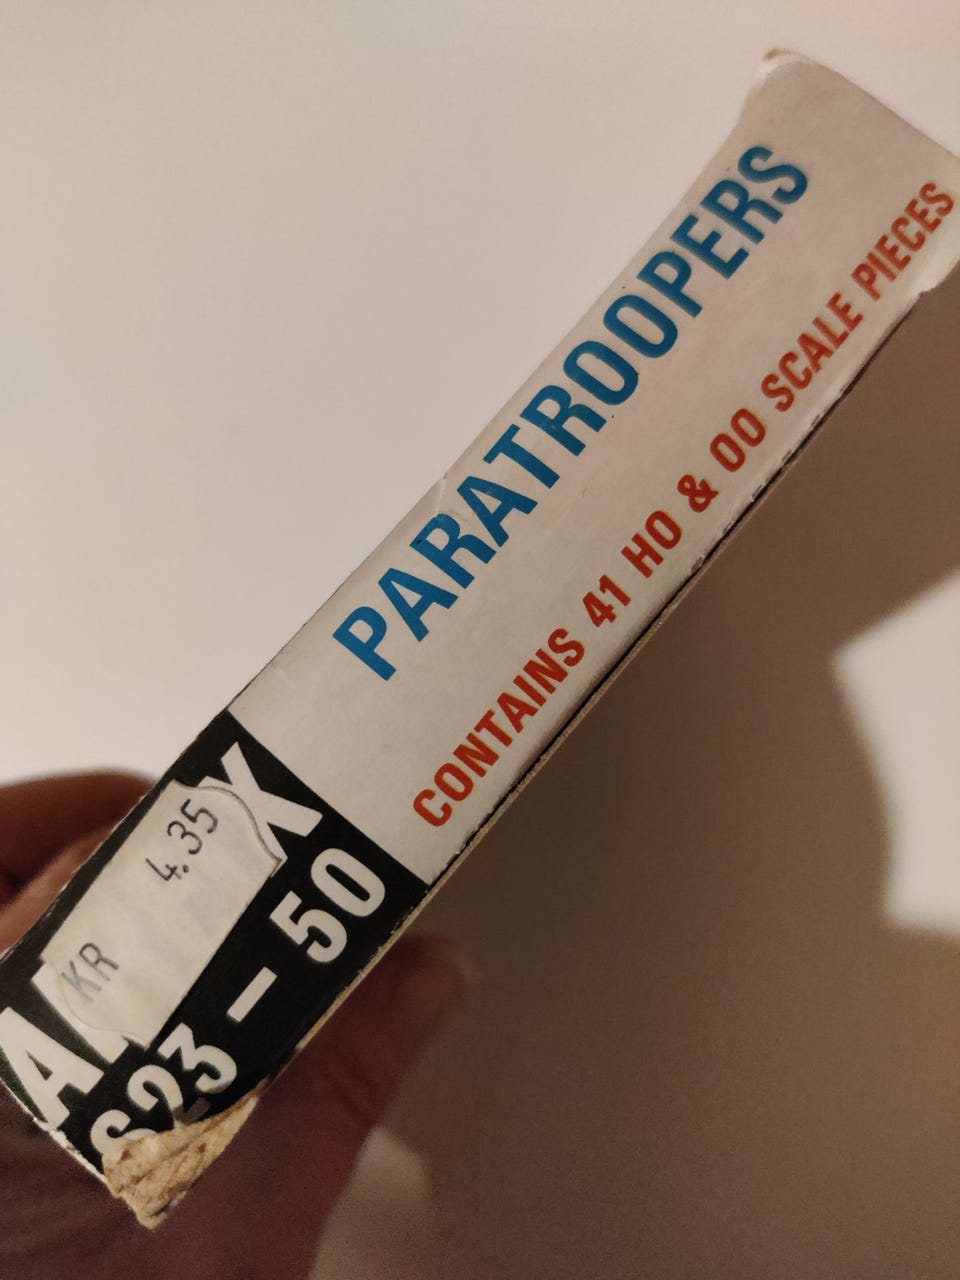 PARATROOPERS
CONTAINS 41 HO & OO SCALE PIECES
KR 4.35
S23 – 50